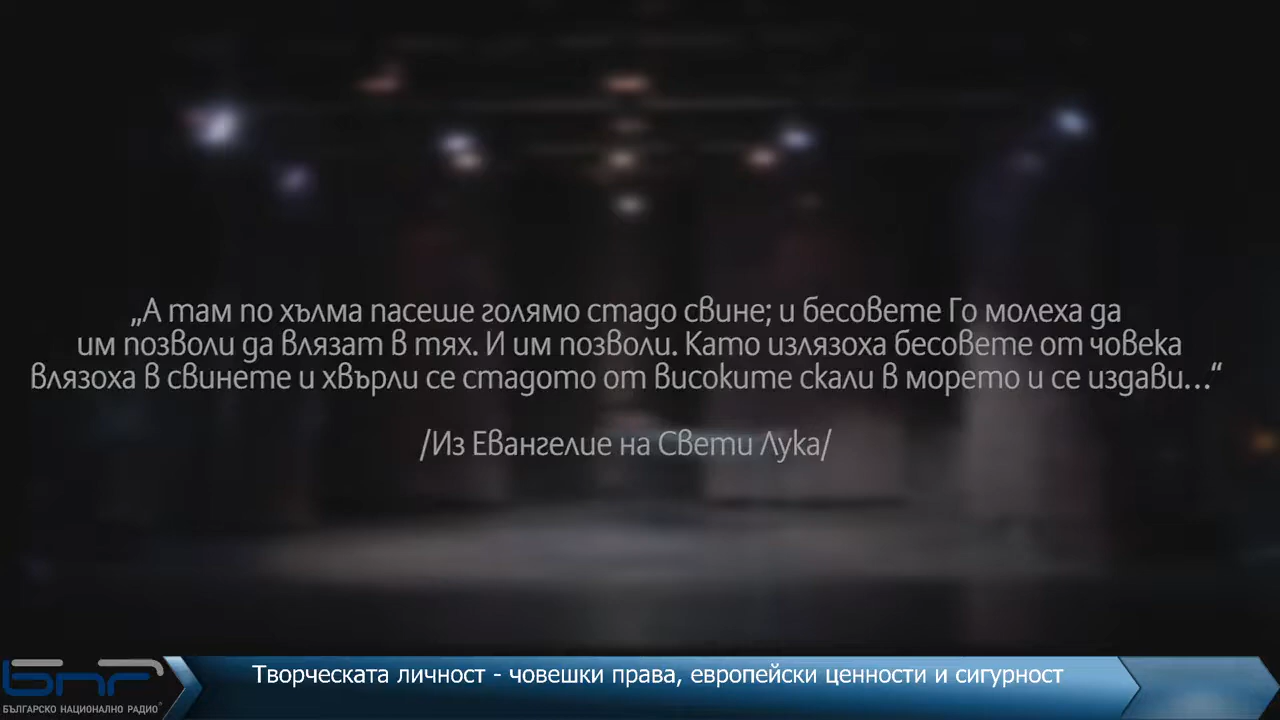 „А там по хълма пасеше голямо стадо свине; и бесовете Го молеха да
им позволи да влязат в тях. И им позволи. Като излязоха бесовете от човека
влязоха в свинете и хвърли се стадото от високите скали в морето и се издави...“
/Из Евангелие на Свети Лука/
Творческата личност - човешки права, европейски ценности и сигурност
БНР
БЪЛГАРСКО НАЦИОНАЛНО РАДИО®